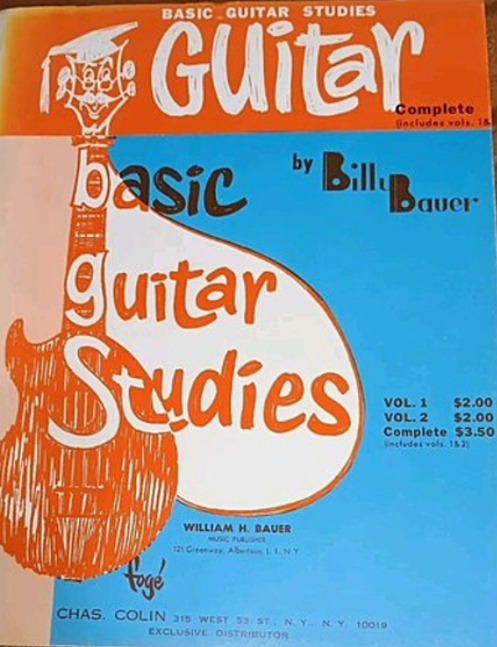 BASIC GUITAR STUDIES
GUitar
Complete
(includes vols. 1&
basic
by Billy Bauer
guitar
Studies
VOL. 1 $2.00
VOL. 2 $2.00
Complete $3.50
(includes vols. 1&2)
WILLIAM H. BAUER
MUSIC PUBLISHER
121 Greenway, Albertson, L. I., N. Y.
fogé
CHAS. COLIN 315 WEST 53 ST., N. Y., N. Y. 10019
EXCLUSIVE DISTRIBUTOR